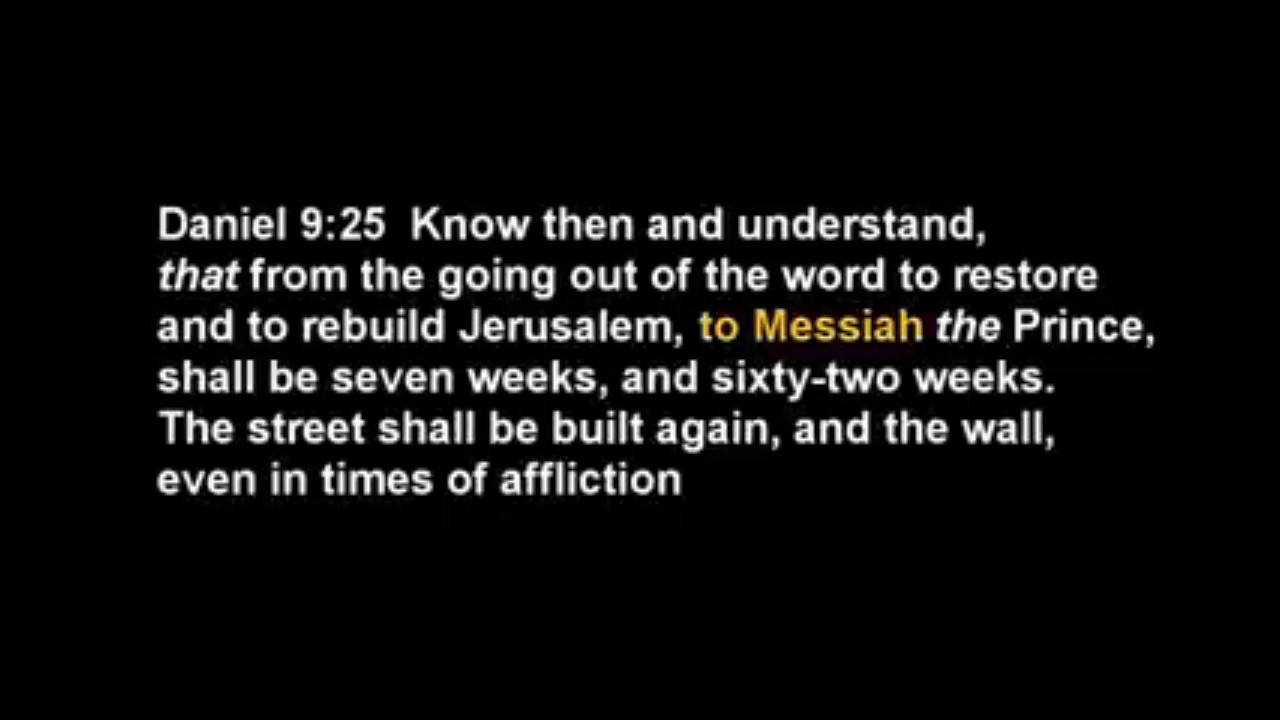 Daniel 9:25  Know then and understand,
that from the going out of the word to restore
and to rebuild Jerusalem, to Messiah the Prince,
shall be seven weeks, and sixty-two weeks.
The street shall be built again, and the wall,
even in times of affliction